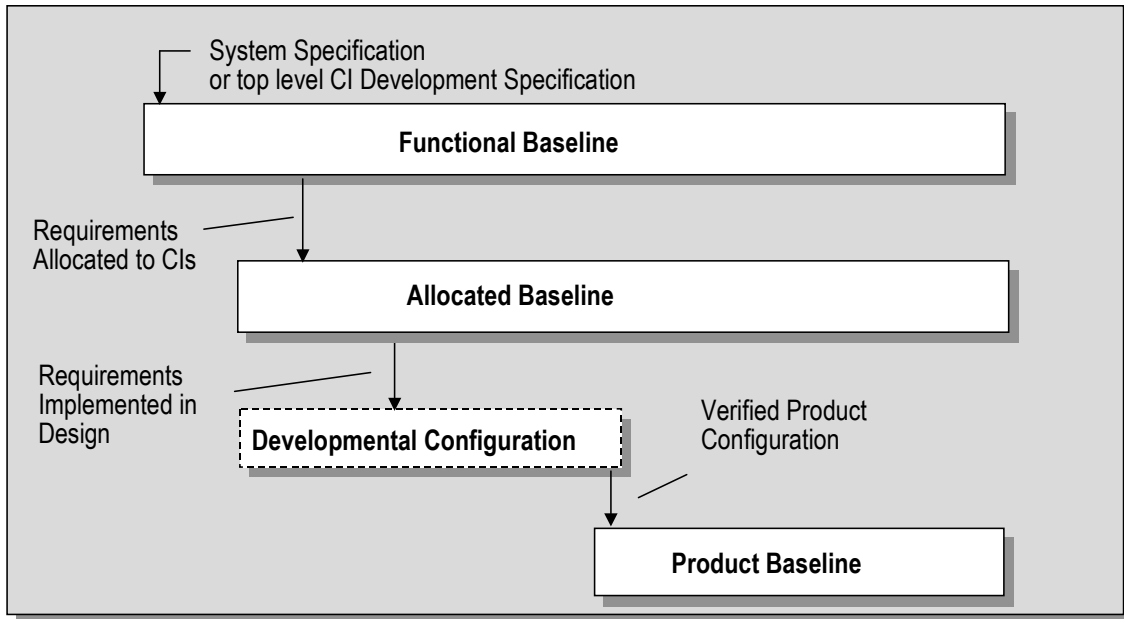 System Specification
or top level CI Development Specification
Functional Baseline
Requirements
Allocated to CIs
Allocated Baseline
Requirements
Implemented in
Design
Developmental Configuration
Verified Product
Configuration
Product Baseline